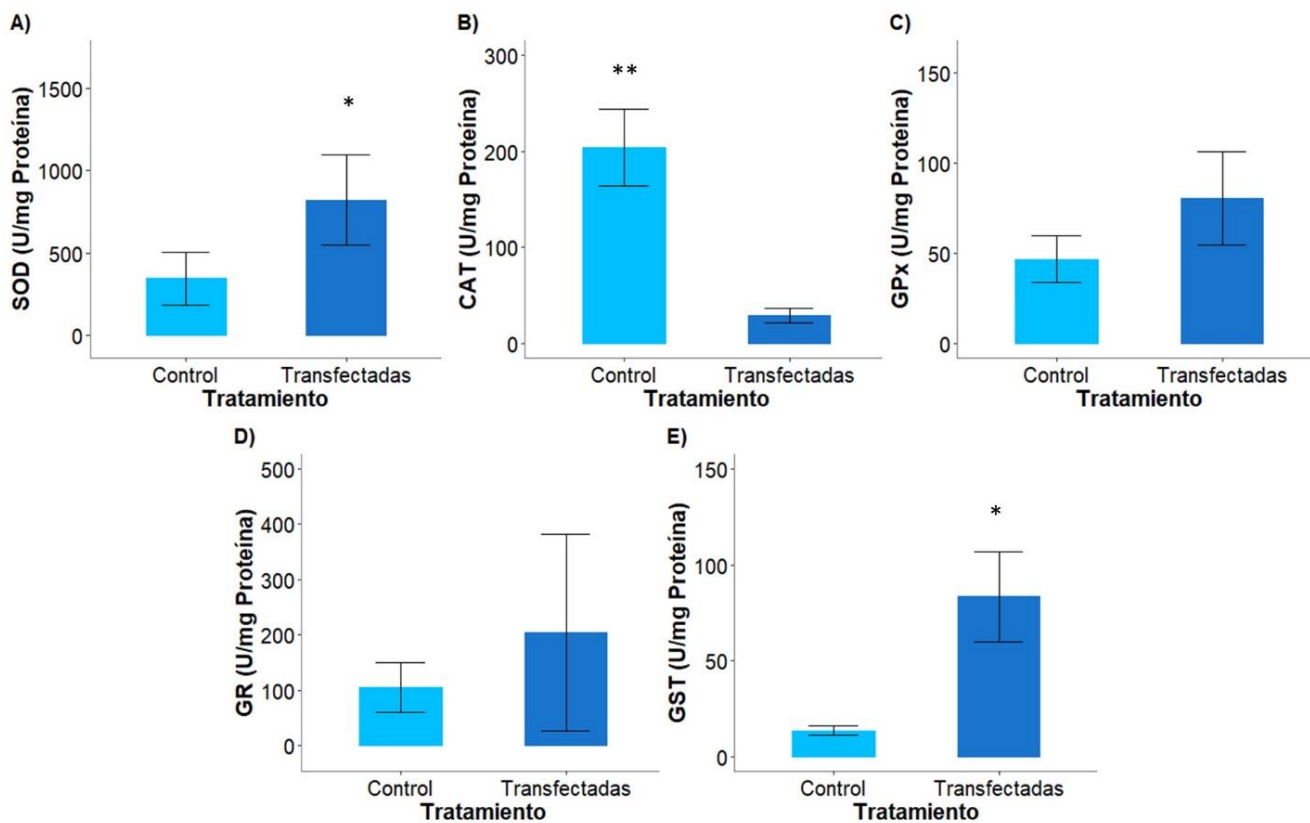 A)
SOD (U/mg Proteína)
1500
1000
500
0
*
Control Transfectadas
Tratamiento
B)
CAT (U/mg Proteína)
300
200
100
0
**
Control Transfectadas
Tratamiento
C)
GPx (U/mg Proteína)
150
100
50
0
Control Transfectadas
Tratamiento
D)
GR (U/mg Proteína)
500
400
300
200
100
0
Control Transfectadas
Tratamiento
E)
GST (U/mg Proteína)
150
100
50
0
*
Control Transfectadas
Tratamiento